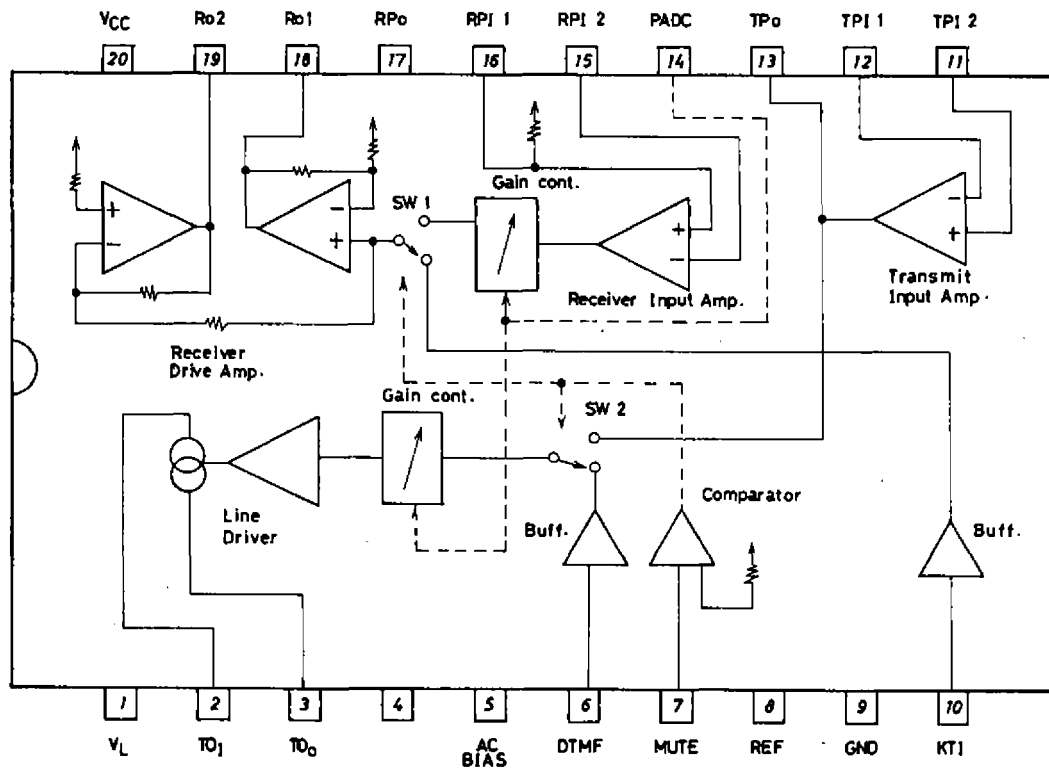 VCC Ro2 Ro1 RPo RPI 1 RPI 2 PADC TPo TPI 1 TPI 2
20 19 18 17 16 15 14 13 12 11
Gain cont.
SW 1
+
−
−
+
+
−
−
+
Receiver Input Amp.
Transmit
Input Amp.
Receiver
Drive Amp.
Gain cont.
SW 2
Comparator
Line
Driver
Buff.
Buff.
1 2 3 4 5 6 7 8 9 10
VL TOI TOo AC
BIAS DTMF MUTE REF GND KTI